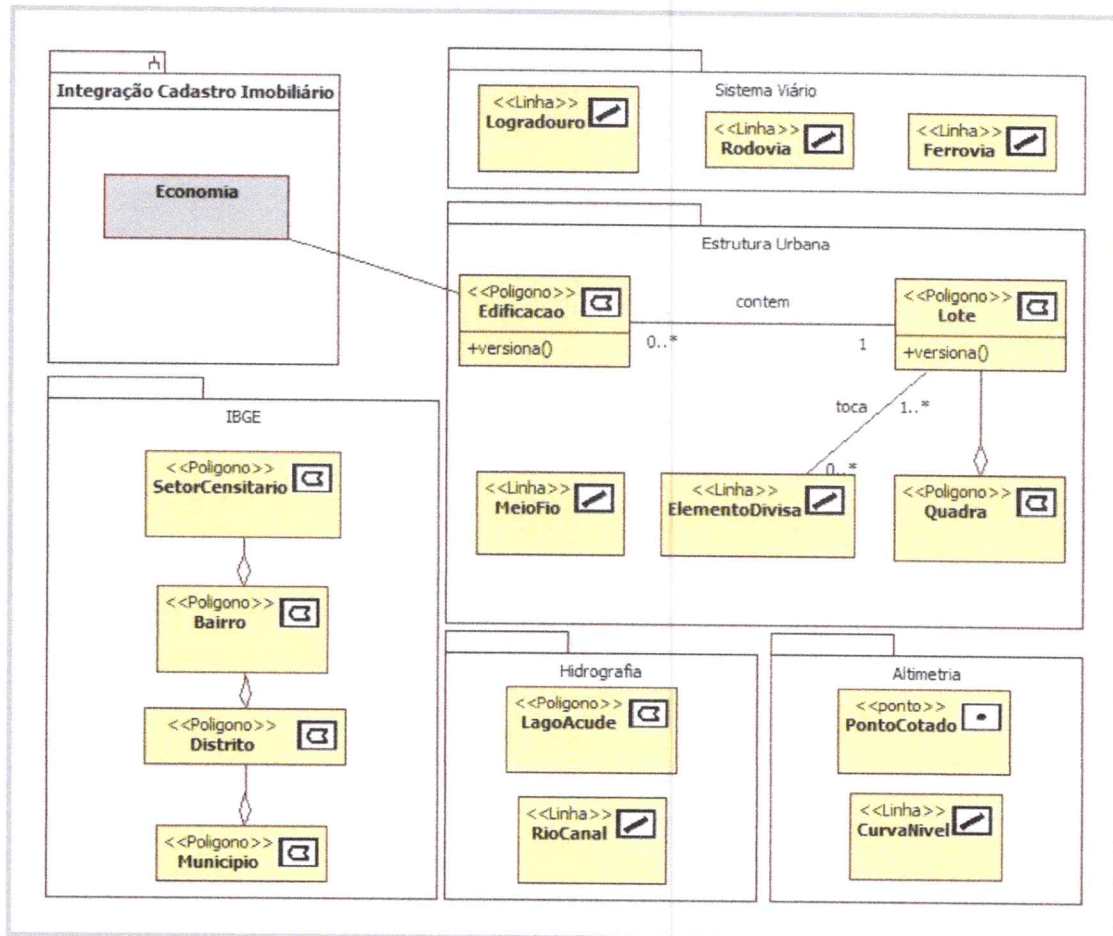 Integração Cadastro Imobiliário
Economia
Sistema Viário
<<Linha>>
Logradouro
<<Linha>>
Rodovia
<<Linha>>
Ferrovia
Estrutura Urbana
<<Poligono>>
Edificacao
+versiona()
contem
0..*
1
<<Poligono>>
Lote
+versiona()
toca
1..*
0..*
<<Linha>>
MeioFio
<<Linha>>
ElementoDivisa
<<Poligono>>
Quadra
IBGE
<<Poligono>>
SetorCensitario
<<Poligono>>
Bairro
<<Poligono>>
Distrito
<<Poligono>>
Municipio
Hidrografia
<<Poligono>>
LagoAcude
<<Linha>>
RioCanal
Altimetria
<<ponto>>
PontoCotado
<<Linha>>
CurvaNivel